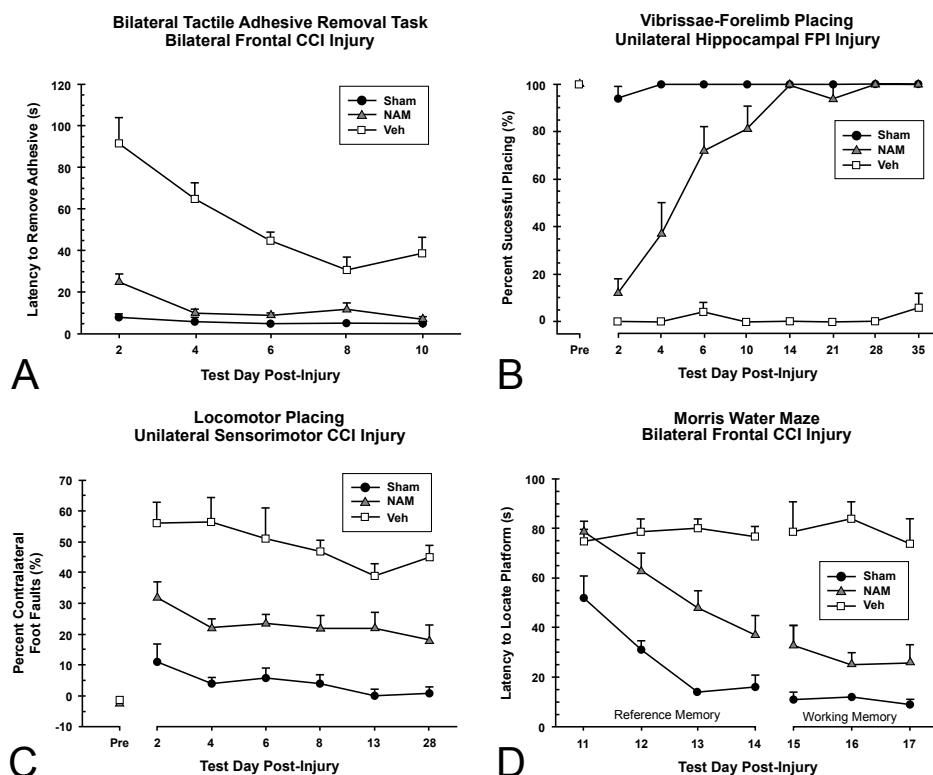 Bilateral Tactile Adhesive Removal Task
Bilateral Frontal CCI Injury
Latency to Remove Adhesive (s)
120
100
80
60
40
20
0
Sham
NAM
Veh
2 4 6 8 10
Test Day Post-Injury
A
Vibrissae-Forelimb Placing
Unilateral Hippocampal FPI Injury
Percent Sucessful Placing (%)
100
80
60
40
20
0
Sham
NAM
Veh
Pre 2 4 6 10 14 21 28 35
Test Day Post-Injury
B
Locomotor Placing
Unilateral Sensorimotor CCI Injury
Percent Contralateral
Foot Faults (%)
70
60
50
40
30
20
10
0
-10
Sham
NAM
Veh
Pre 2 4 6 8 13 28
Test Day Post-Injury
C
Morris Water Maze
Bilateral Frontal CCI Injury
Latency to Locate Platform (s)
100
80
60
40
20
0
Sham
NAM
Veh
Reference Memory Working Memory
11 12 13 14 15 16 17
Test Day Post-Injury
D